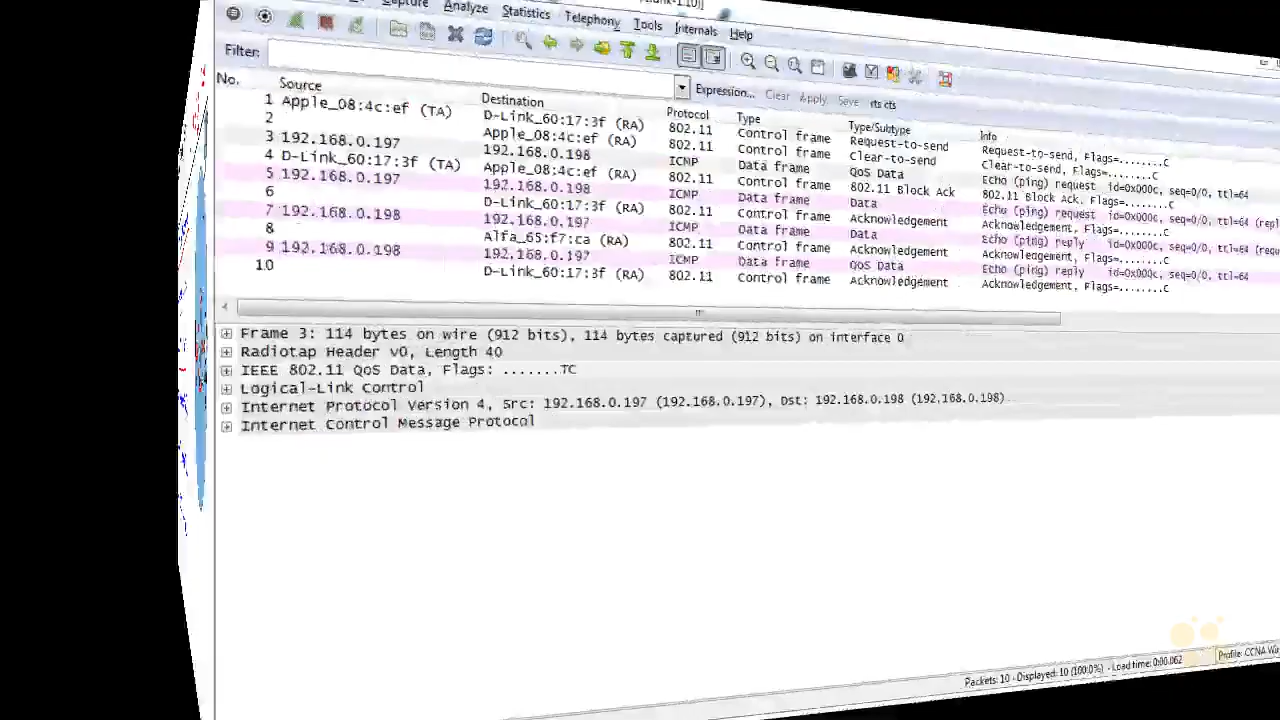 Capture Analyze Statistics Telephony Tools Internals Help
Filter: Expression... Clear Apply Save rts cts
No. Source Destination Protocol Type Type/Subtype Info
1 Apple_08:4c:ef (TA) D-Link_60:17:3f (RA) 802.11 Control frame Request-to-send Request-to-send, Flags=........C
2 Apple_08:4c:ef (RA) 802.11 Control frame Clear-to-send Clear-to-send, Flags=........C
3 192.168.0.197 192.168.0.198 ICMP Data frame QoS Data Echo (ping) request id=0x000c, seq=0/0, ttl=64
4 D-Link_60:17:3f (TA) Apple_08:4c:ef (RA) 802.11 Control frame 802.11 Block Ack 802.11 Block Ack, Flags=........C
5 192.168.0.197 192.168.0.198 ICMP Data frame Data Echo (ping) request id=0x000c, seq=0/0, ttl=64 (repl
6 D-Link_60:17:3f (RA) 802.11 Control frame Acknowledgement Acknowledgement, Flags=........C
7 192.168.0.198 192.168.0.197 ICMP Data frame Data Echo (ping) reply id=0x000c, seq=0/0, ttl=64 (req
8 Alfa_65:f7:ca (RA) 802.11 Control frame Acknowledgement Acknowledgement, Flags=........C
9 192.168.0.198 192.168.0.197 ICMP Data frame QoS Data Echo (ping) reply id=0x000c, seq=0/0, ttl=64
10 D-Link_60:17:3f (RA) 802.11 Control frame Acknowledgement Acknowledgement, Flags=........C
Frame 3: 114 bytes on wire (912 bits), 114 bytes captured (912 bits) on interface 0
Radiotap Header v0, Length 40
IEEE 802.11 QoS Data, Flags: .......TC
Logical-Link Control
Internet Protocol Version 4, Src: 192.168.0.197 (192.168.0.197), Dst: 192.168.0.198 (192.168.0.198)
Internet Control Message Protocol
Packets: 10 · Displayed: 10 (100.0%) · Load time: 0:00.062 Profile: CCNA